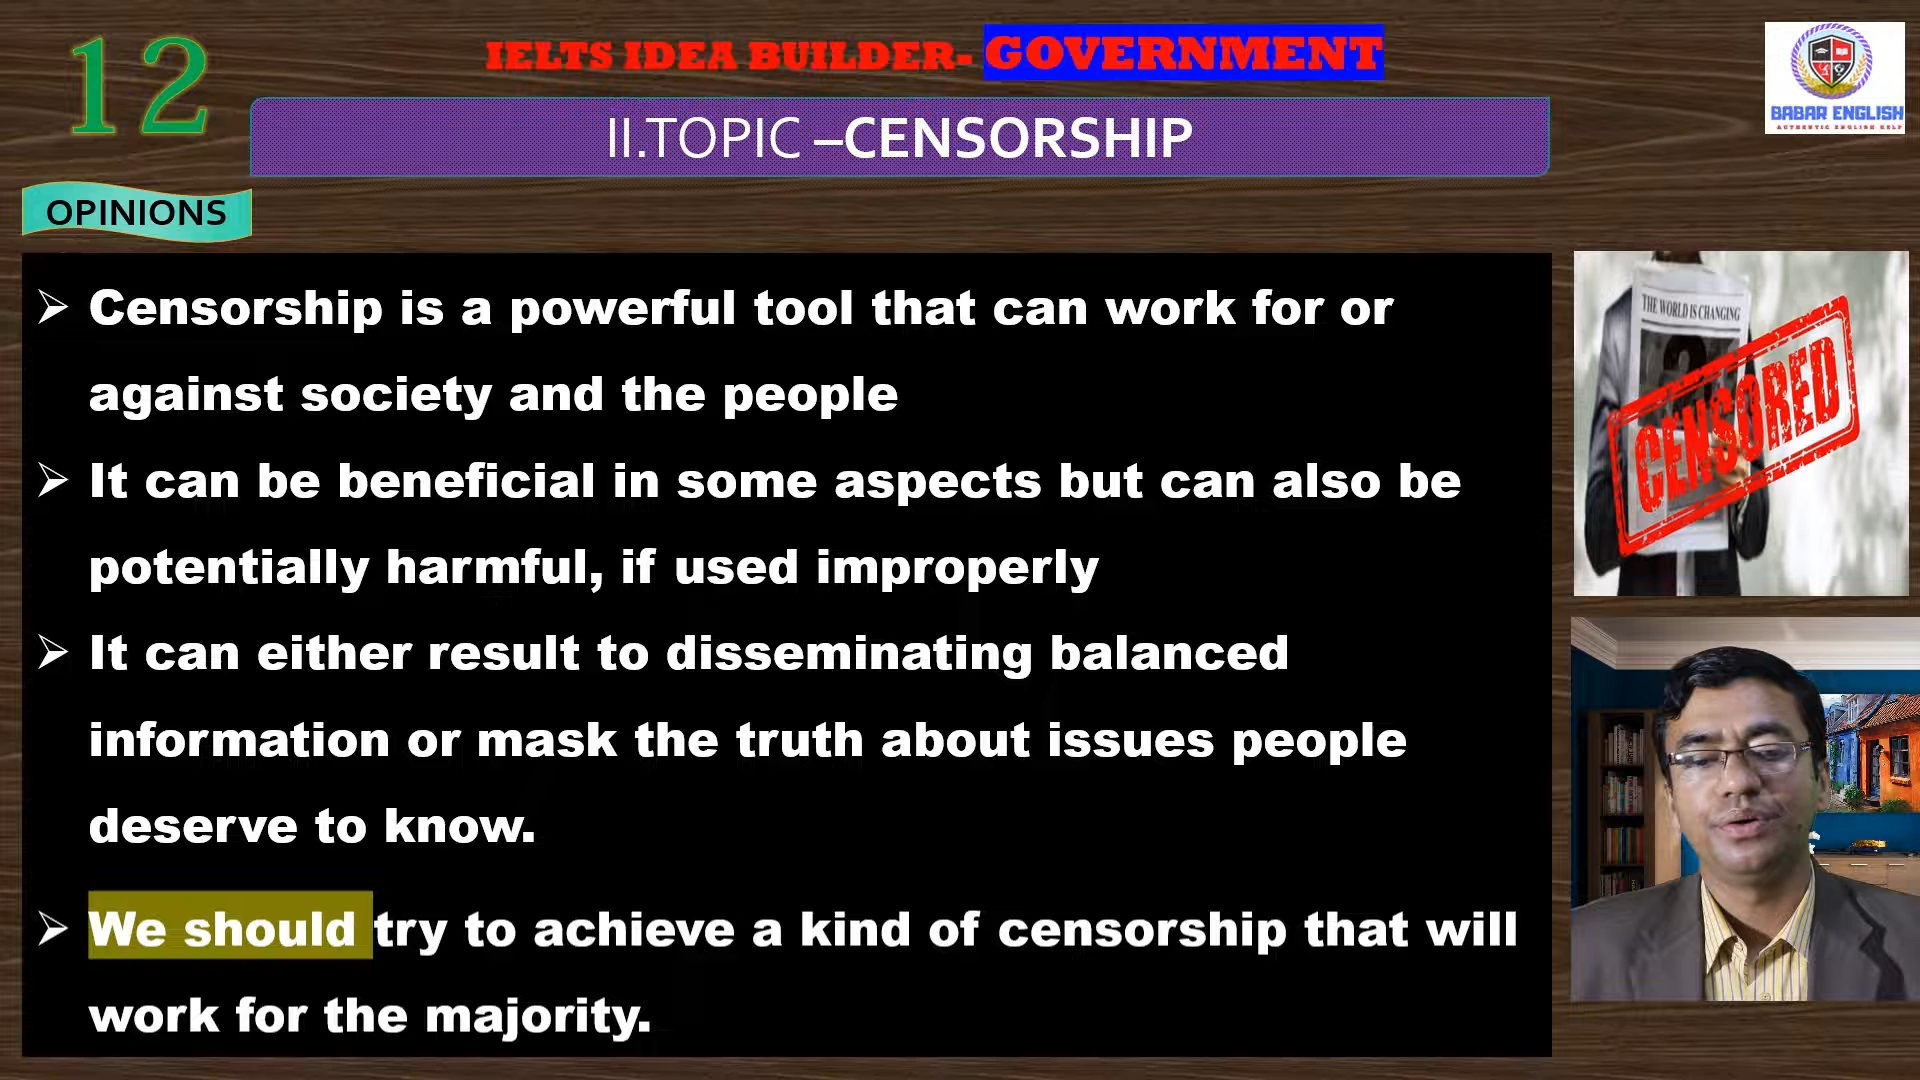 12
IELTS IDEA BUILDER- GOVERNMENT
BABAR ENGLISH
AUTHENTIC ENGLISH HELP
II.TOPIC –CENSORSHIP
OPINIONS
➢ Censorship is a powerful tool that can work for or
against society and the people
➢ It can be beneficial in some aspects but can also be
potentially harmful, if used improperly
➢ It can either result to disseminating balanced
information or mask the truth about issues people
deserve to know.
➢ We should try to achieve a kind of censorship that will
work for the majority.
THE WORLD IS CHANGING
CENSORED